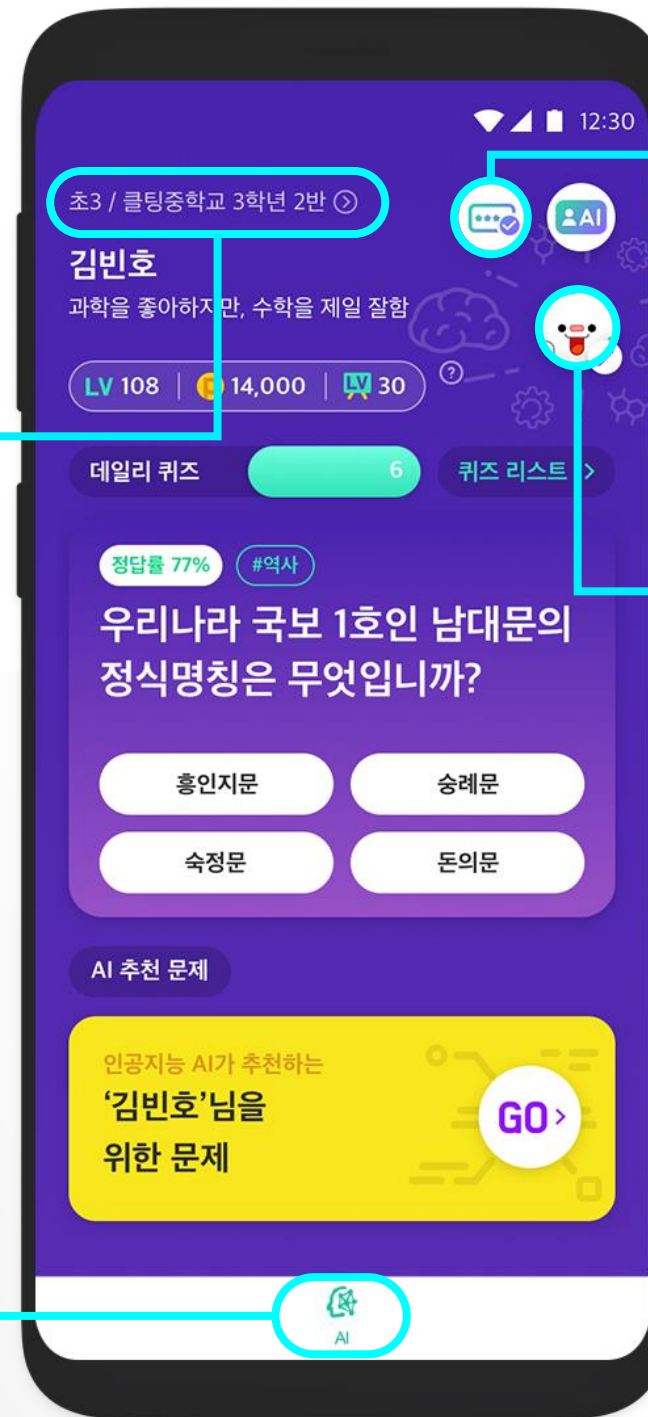 12:30
초3 / 클팅중학교 3학년 2반
AI
김빈호
과학을 좋아하지만, 수학을 제일 잘함
LV 108 | P 14,000 | LV 30 ?
데일리 퀴즈 6 퀴즈 리스트 >
정답률 77% #역사
우리나라 국보 1호인 남대문의
정식명칭은 무엇입니까?
흥인지문 숭례문
숙정문 돈의문
AI 추천 문제
인공지능 AI가 추천하는
‘김빈호’님을
위한 문제
GO >
AI